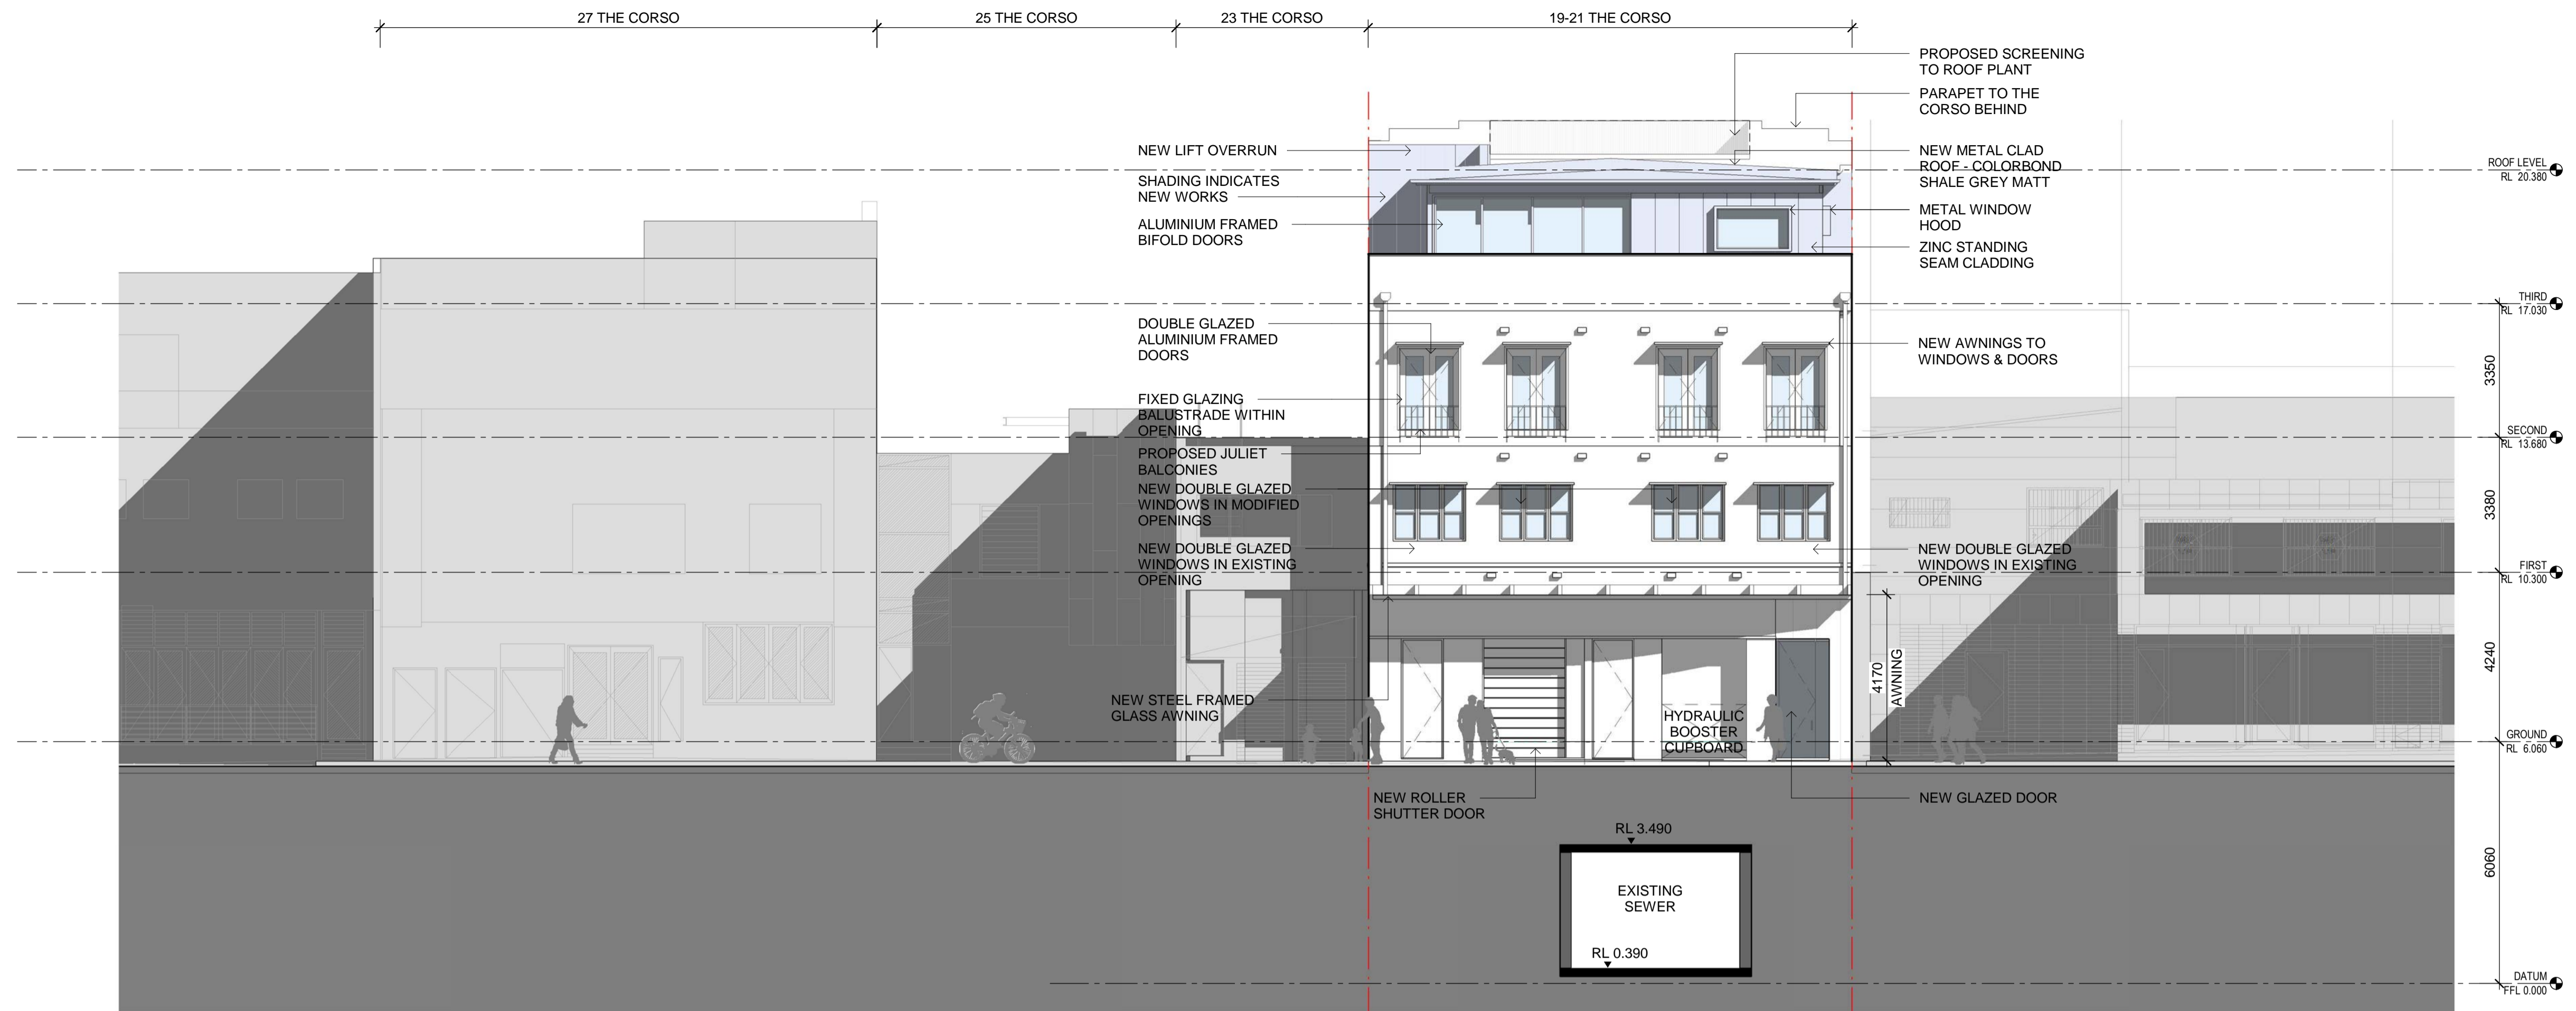 27 THE CORSO
25 THE CORSO
23 THE CORSO
19-21 THE CORSO
PROPOSED SCREENING
TO ROOF PLANT
PARAPET TO THE
CORSO BEHIND
NEW LIFT OVERRUN
SHADING INDICATES
NEW WORKS
ALUMINIUM FRAMED
BIFOLD DOORS
NEW METAL CLAD
ROOF - COLORBOND
SHALE GREY MATT
METAL WINDOW
HOOD
ZINC STANDING
SEAM CLADDING
ROOF LEVEL
RL 20.380
THIRD
RL 17.030
DOUBLE GLAZED
ALUMINIUM FRAMED
DOORS
NEW AWNINGS TO
WINDOWS & DOORS
3350
FIXED GLAZING
BALUSTRADE WITHIN
OPENING
SECOND
RL 13.680
PROPOSED JULIET
BALCONIES
NEW DOUBLE GLAZED
WINDOWS IN MODIFIED
OPENINGS
3380
NEW DOUBLE GLAZED
WINDOWS IN EXISTING
OPENING
NEW DOUBLE GLAZED
WINDOWS IN EXISTING
OPENING
FIRST
RL 10.300
4240
4170
AWNING
NEW STEEL FRAMED
GLASS AWNING
HYDRAULIC
BOOSTER
CUPBOARD
GROUND
RL 6.060
NEW ROLLER
SHUTTER DOOR
NEW GLAZED DOOR
RL 3.490
6060
EXISTING
SEWER
RL 0.390
DATUM
FFL 0.000